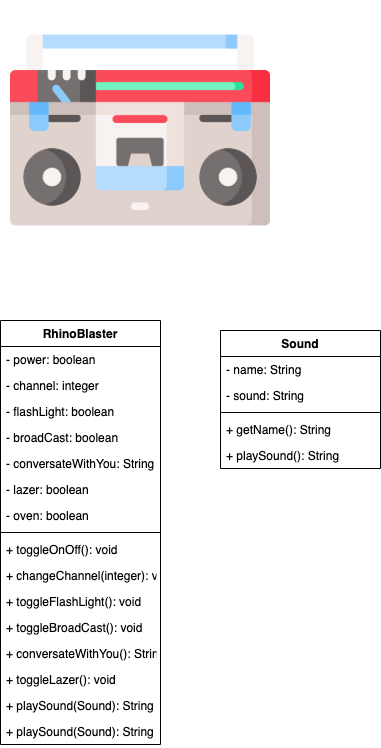 RhinoBlaster
- power: boolean
- channel: integer
- flashLight: boolean
- broadCast: boolean
- conversateWithYou: String
- lazer: boolean
- oven: boolean
+ toggleOnOff(): void
+ changeChannel(integer): v
+ toggleFlashLight(): void
+ toggleBroadCast(): void
+ conversateWithYou(): Strin
+ toggleLazer(): void
+ playSound(Sound): String
+ playSound(Sound): String
Sound
- name: String
- sound: String
+ getName(): String
+ playSound(): String